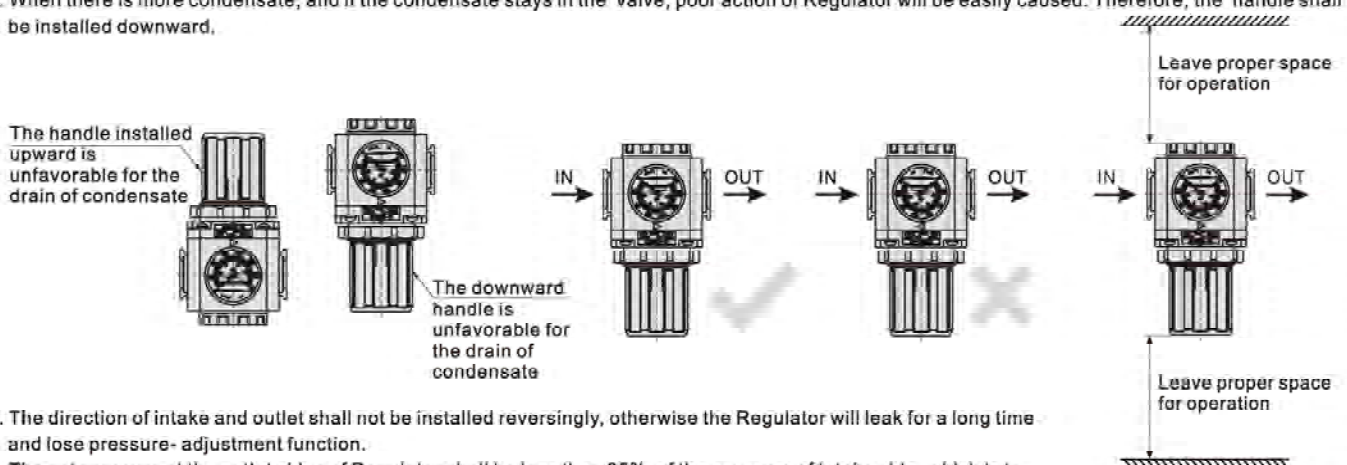 When there is more condensate, and if the condensate stays in the valve, poor action of Regulator will be easily caused. Therefore, the handle shall
be installed downward.
Leave proper space
for operation
The handle installed
upward is
unfavorable for the
drain of condensate
IN
OUT
IN
OUT
IN
OUT
The downward
handle is
unfavorable for
the drain of
condensate
Leave proper space
for operation
. The direction of intake and outlet shall not be installed reversingly, otherwise the Regulator will leak for a long time
and lose pressure- adjustment function.